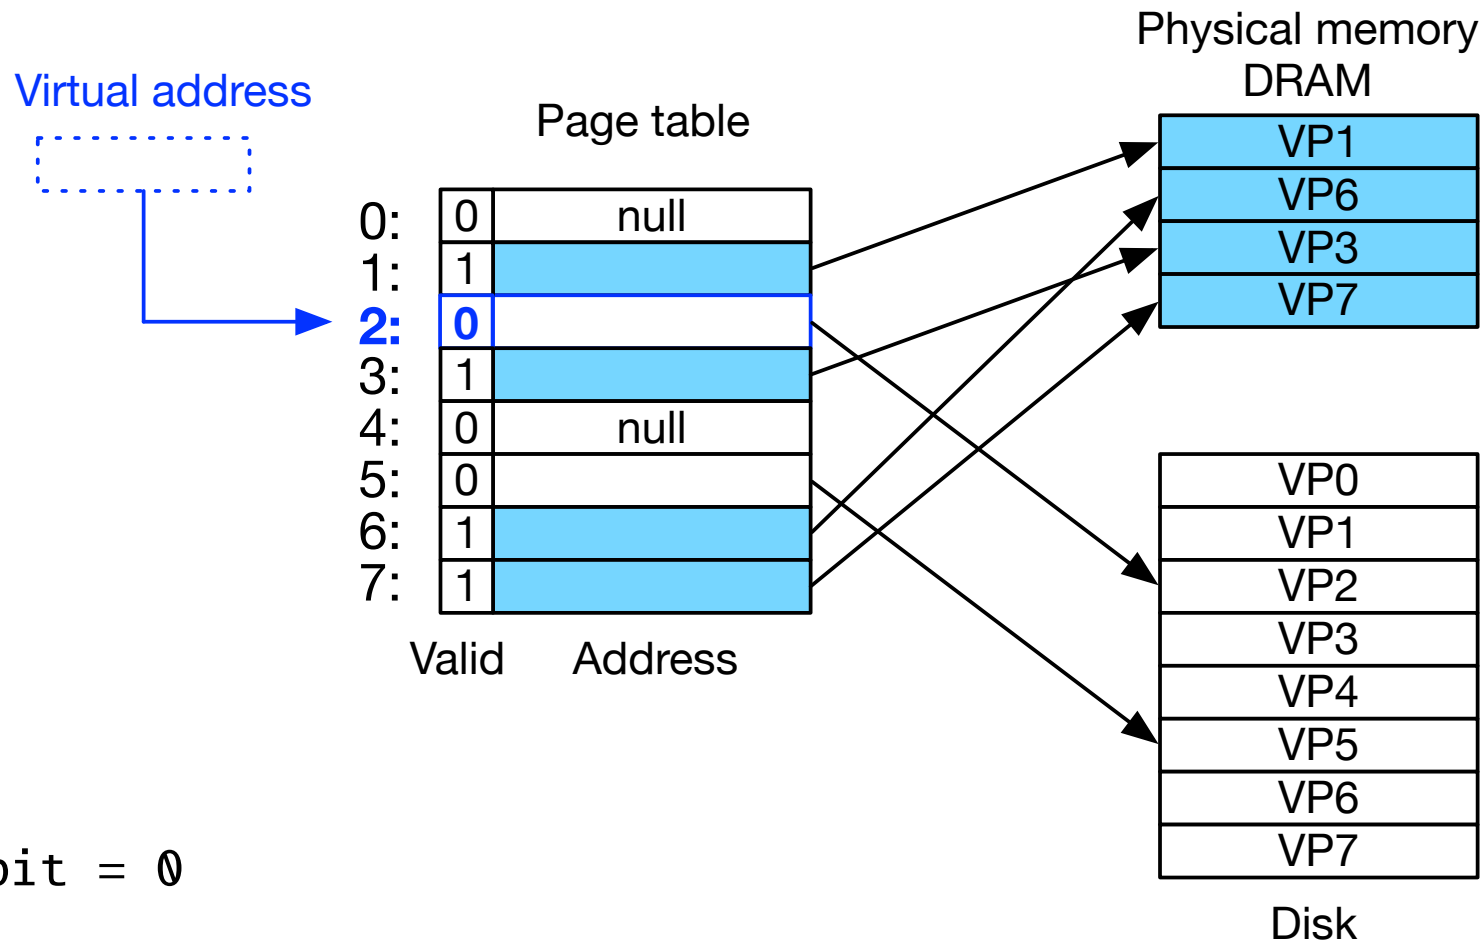 Physical memory
DRAM
Virtual address
Page table
VP1
VP6
VP3
VP7
0: 0 null
1: 1
2: 0
3: 1
4: 0 null
5: 0
6: 1
7: 1
Valid Address
VP0
VP1
VP2
VP3
VP4
VP5
VP6
VP7
Disk
bit = 0